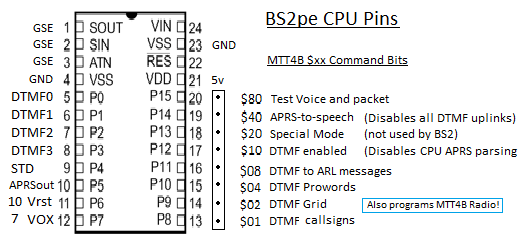 BS2pe CPU Pins
GSE 1 SOUT VIN 24
GSE 2 SIN VSS 23 GND
GSE 3 ATN RES 22 MTT4B $xx Command Bits
GND 4 VSS VDD 21 5v
DTMF0 5 P0 P15 20 $80 Test Voice and packet
DTMF1 6 P1 P14 19 $40 APRS-to-speech (Disables all DTMF uplinks)
DTMF2 7 P2 P13 18 $20 Special Mode (not used by BS2)
DTMF3 8 P3 P12 17 $10 DTMF enabled (Disables CPU APRS parsing
STD 9 P4 P11 16 $08 DTMF to ARL messages
APRSout 10 P5 P10 15 $04 DTMF Prowords
10 Vrst 11 P6 P9 14 $02 DTMF Grid Also programs MTT4B Radio!
7 VOX 12 P7 P8 13 $01 DTMF callsigns